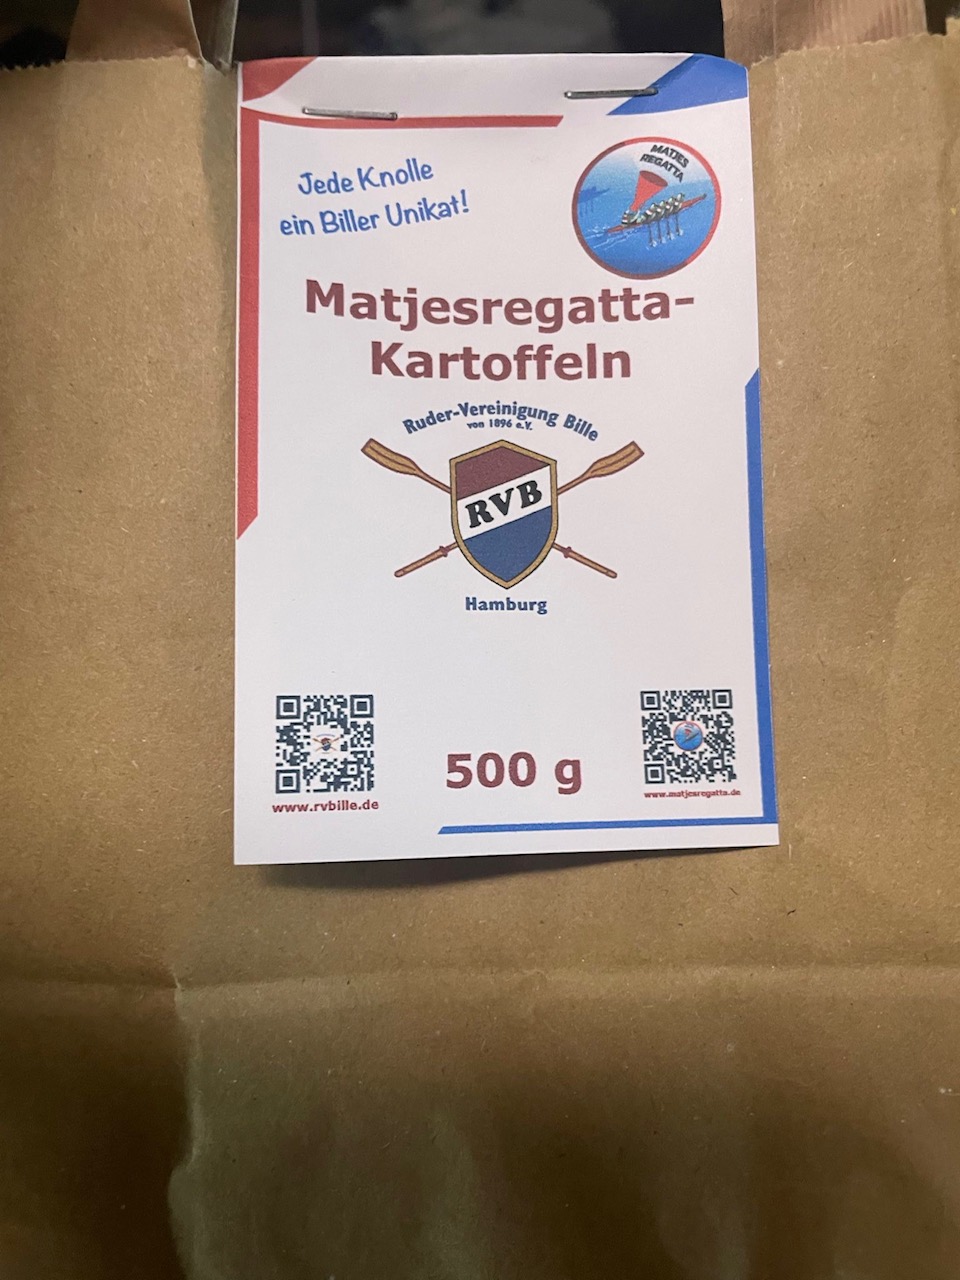 Jede Knolle
ein Biller Unikat!
MATJES
REGATTA
Matjesregatta-
Kartoffeln
Ruder-Vereinigung Bille
von 1896 e.V.
RVB
Hamburg
500 g
www.rvbille.de
www.matjesregatta.de